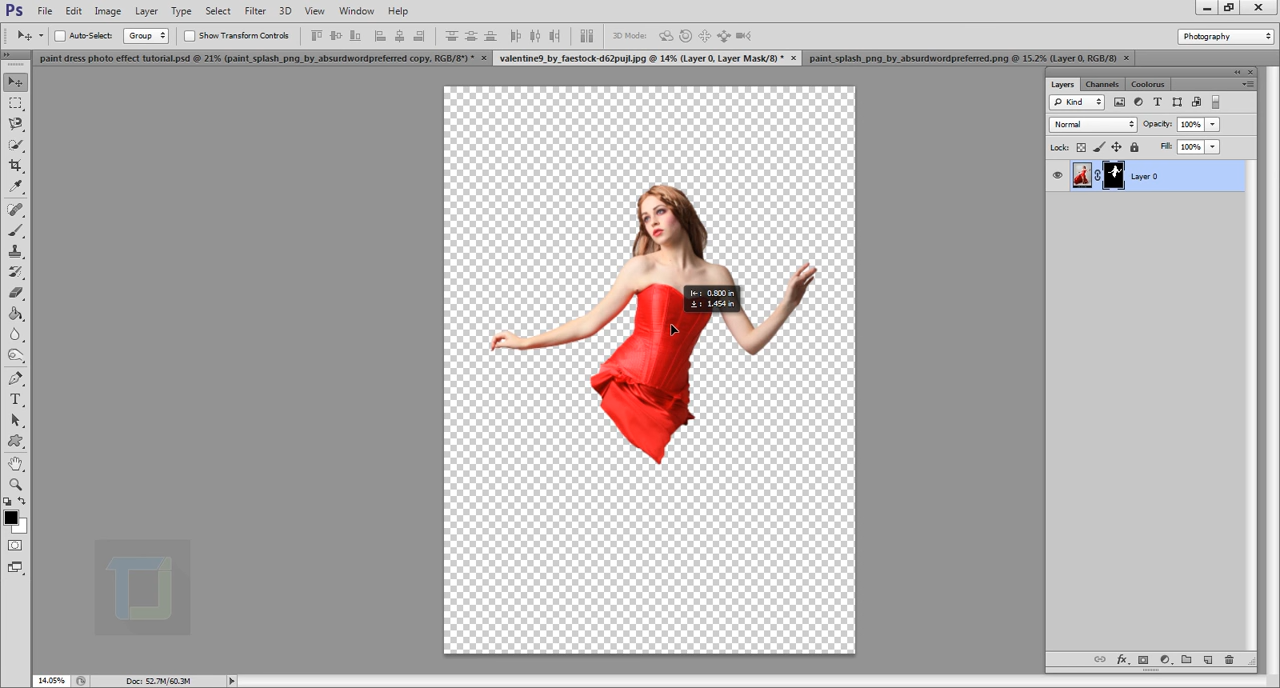 Ps File Edit Image Layer Type Select Filter 3D View Window Help
Auto-Select: Group Show Transform Controls 3D Mode: Photography
paint dress photo effect tutorial.psd @ 21% (paint_splash_png_by_absurdwordpreferred copy, RGB/8*) * × valentine9_by_faestock-d62pujl.jpg @ 14% (Layer 0, Layer Mask/8) * × paint_splash_png_by_absurdwordpreferred.png @ 15.2% (Layer 0, RGB/8) ×
Layers Channels Coolorus
Kind
Normal Opacity: 100%
Lock: Fill: 100%
Layer 0
0.800 in
1.454 in
14.05% Doc: 52.7M/60.3M